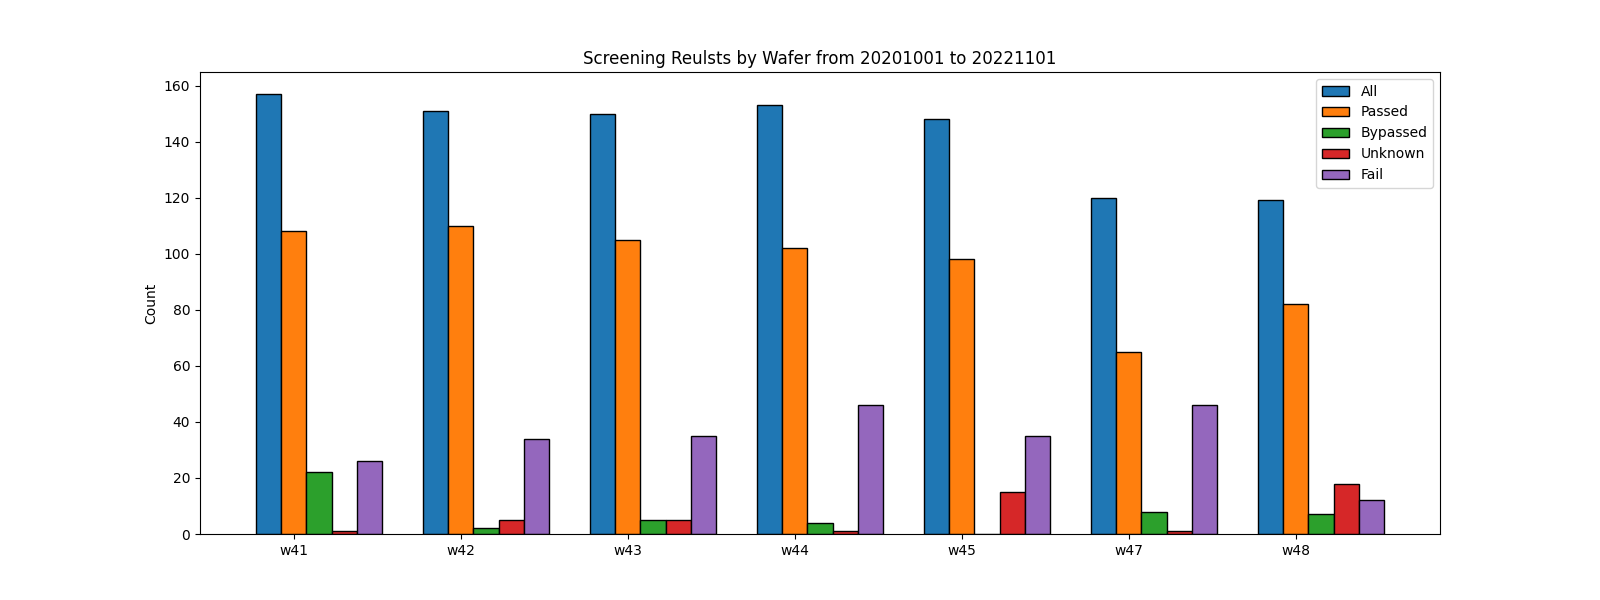 Screening Reulsts by Wafer from 20201001 to 20221101
160
140
120
100
80
60
40
20
0
Count
All
Passed
Bypassed
Unknown
Fail
w41 w42 w43 w44 w45 w47 w48